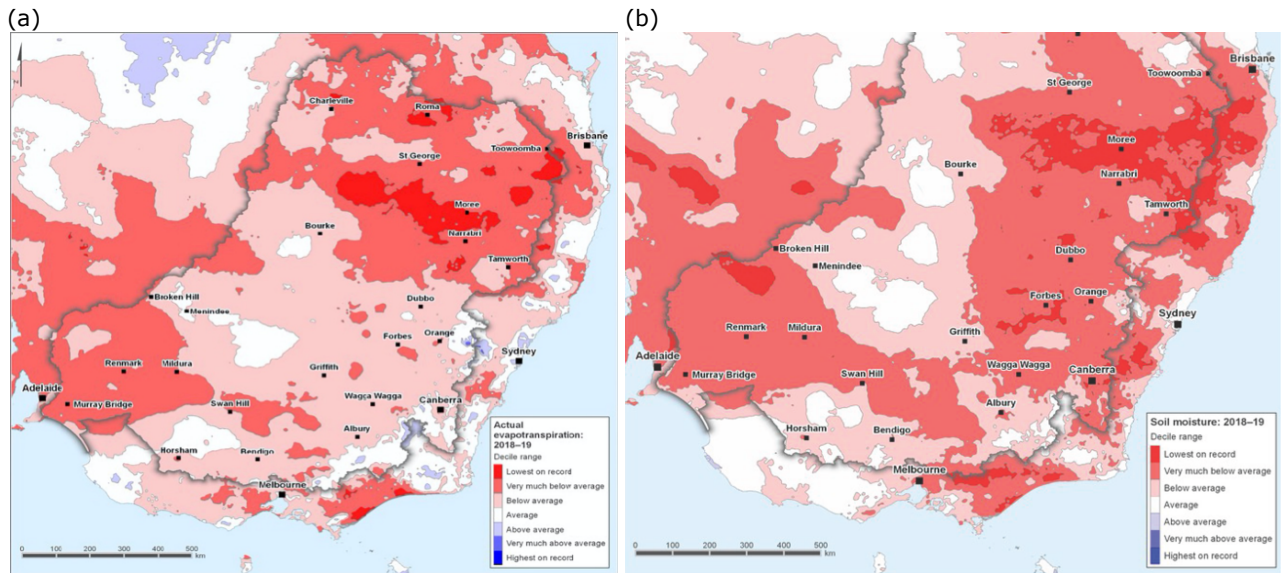 (a)
N
Charleville
Roma
Brisbane
Toowoomba
St George
Moree
Bourke
Narrabri
Tamworth
Broken Hill
Menindee
Dubbo
Forbes
Orange
Sydney
Renmark
Mildura
Griffith
Adelaide
Murray Bridge
Swan Hill
Wagga Wagga
Canberra
Albury
Horsham
Bendigo
Melbourne
Actual
evapotranspiration:
2018–19
Decile range
Lowest on record
Very much below average
Below average
Average
Above average
Very much above average
Highest on record
0 100 200 300 400 500
km
(b)
Brisbane
Toowoomba
St George
Moree
Bourke
Narrabri
Tamworth
Broken Hill
Menindee
Dubbo
Forbes
Orange
Sydney
Renmark
Mildura
Griffith
Adelaide
Murray Bridge
Swan Hill
Wagga Wagga
Canberra
Albury
Horsham
Bendigo
Melbourne
Soil moisture: 2018–19
Decile range
Lowest on record
Very much below average
Below average
Average
Above average
Very much above average
Highest on record
0 100 200 300 400 500
km